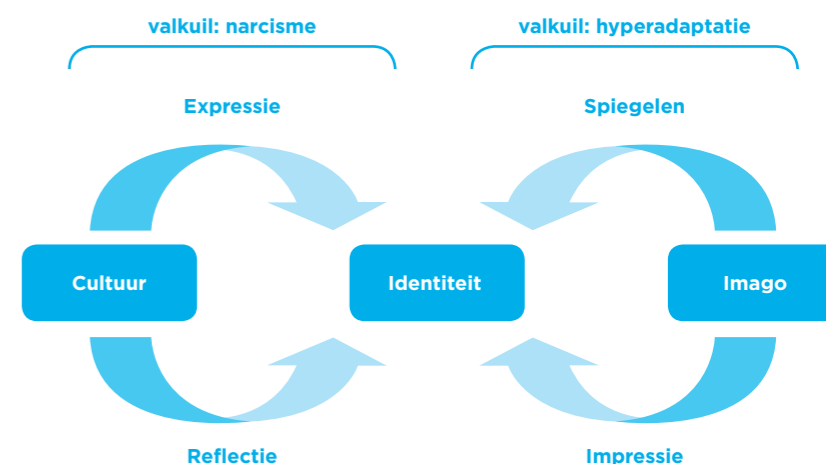 valkuil: narcisme
valkuil: hyperadaptatie
Expressie
Spiegelen
Cultuur
Identiteit
Imago
Reflectie
Impressie